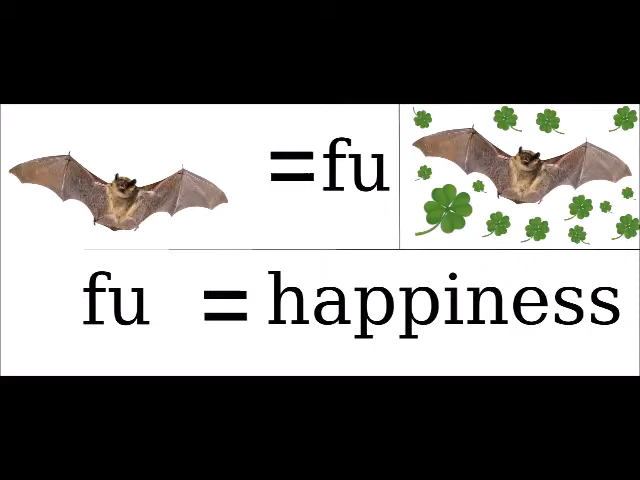 =fu
fu = happiness